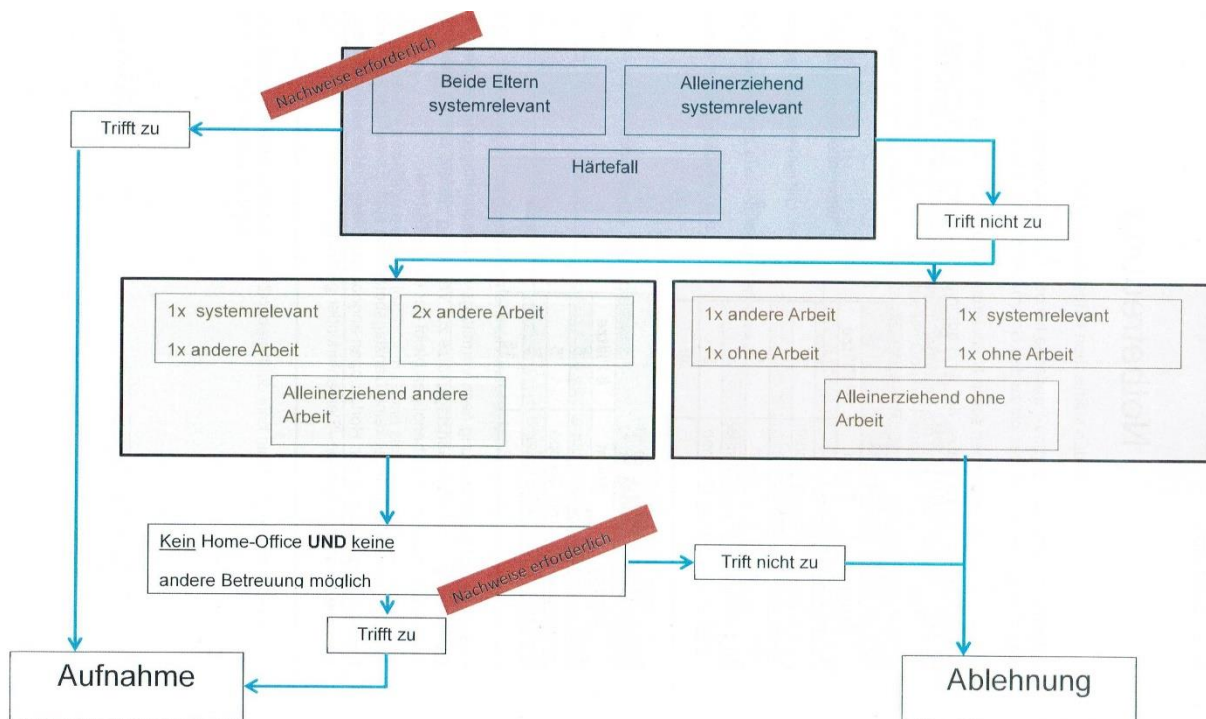 Nachweise erforderlich
Beide Eltern
systemrelevant
Alleinerziehend
systemrelevant
Härtefall
Trifft zu
Trift nicht zu
1x systemrelevant
1x andere Arbeit
2x andere Arbeit
Alleinerziehend andere
Arbeit
1x andere Arbeit
1x ohne Arbeit
1x systemrelevant
1x ohne Arbeit
Alleinerziehend ohne
Arbeit
Kein Home-Office UND keine
andere Betreuung möglich
Nachweise erforderlich
Trift nicht zu
Trifft zu
Aufnahme
Ablehnung